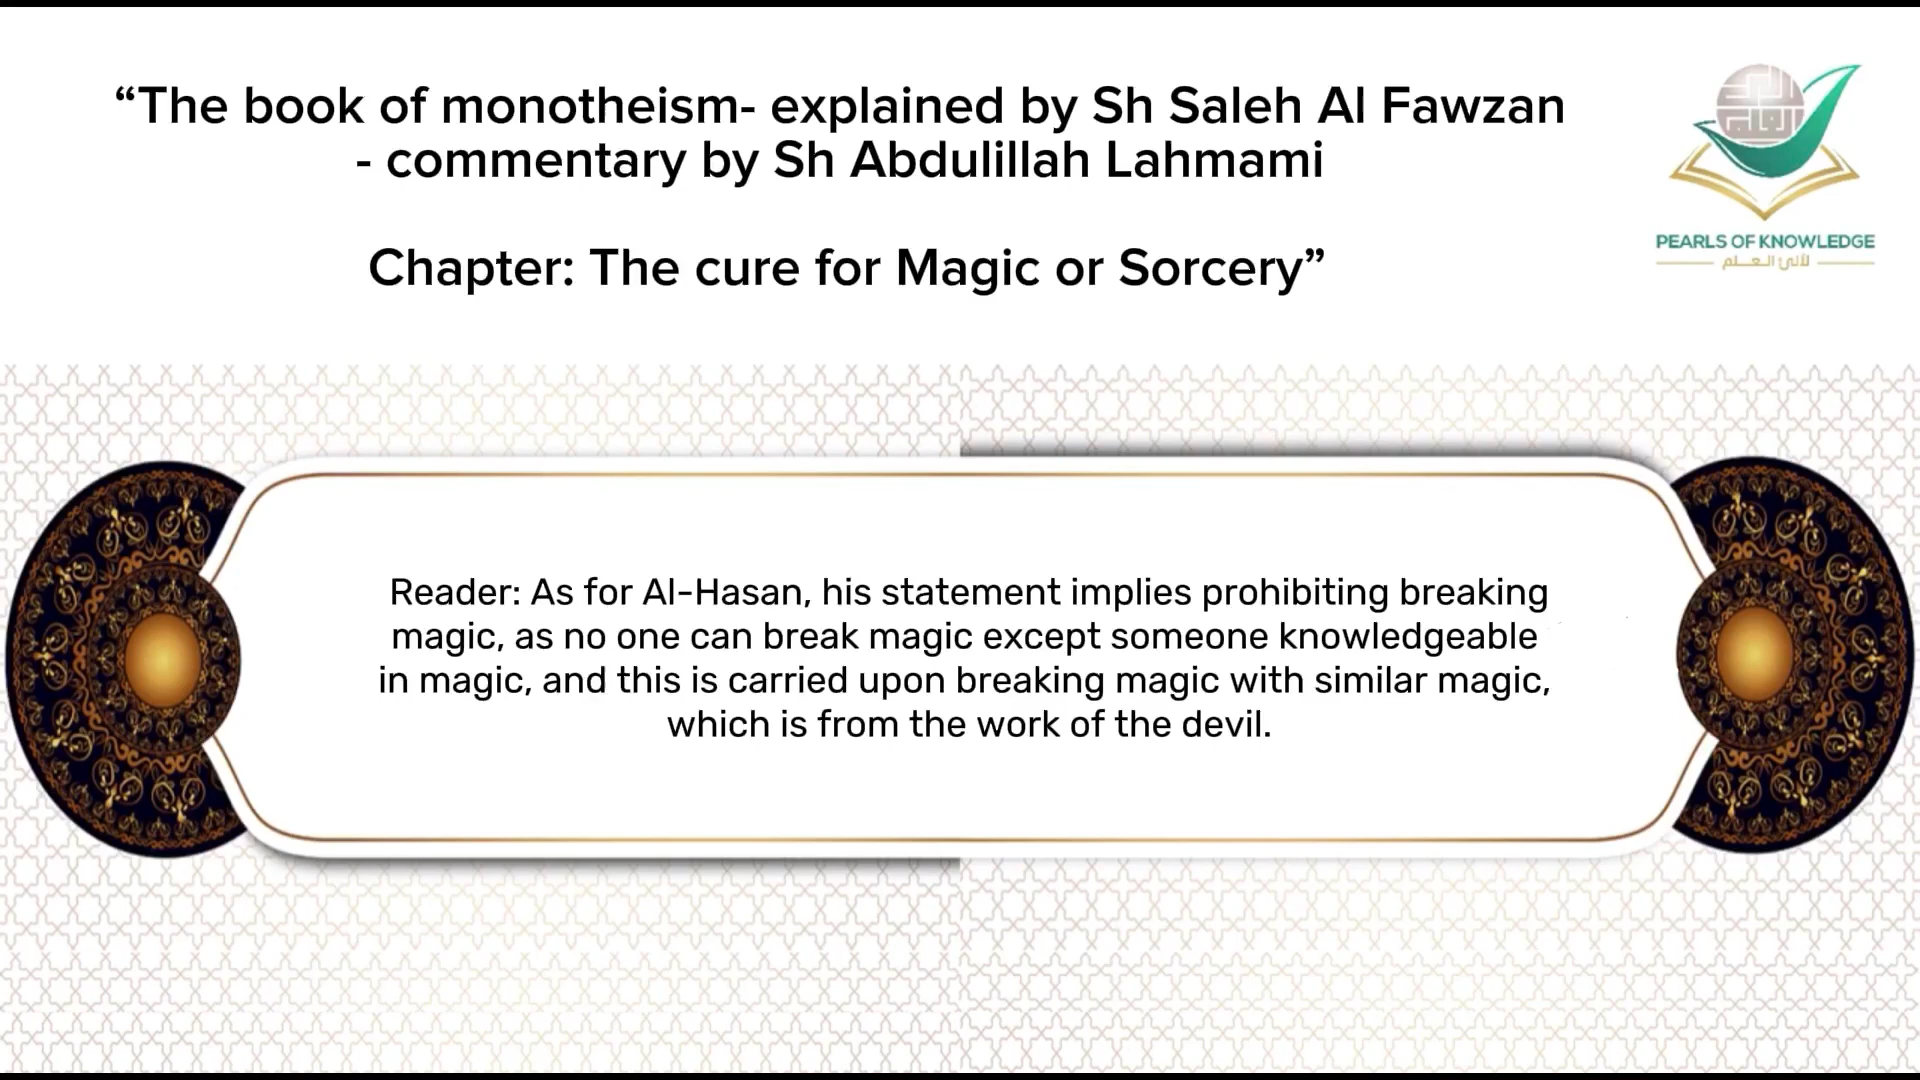 “The book of monotheism- explained by Sh Saleh Al Fawzan
- commentary by Sh Abdulillah Lahmami
Chapter: The cure for Magic or Sorcery”
PEARLS OF KNOWLEDGE
لآلئ العلم
Reader: As for Al-Hasan, his statement implies prohibiting breaking
magic, as no one can break magic except someone knowledgeable
in magic, and this is carried upon breaking magic with similar magic,
which is from the work of the devil.